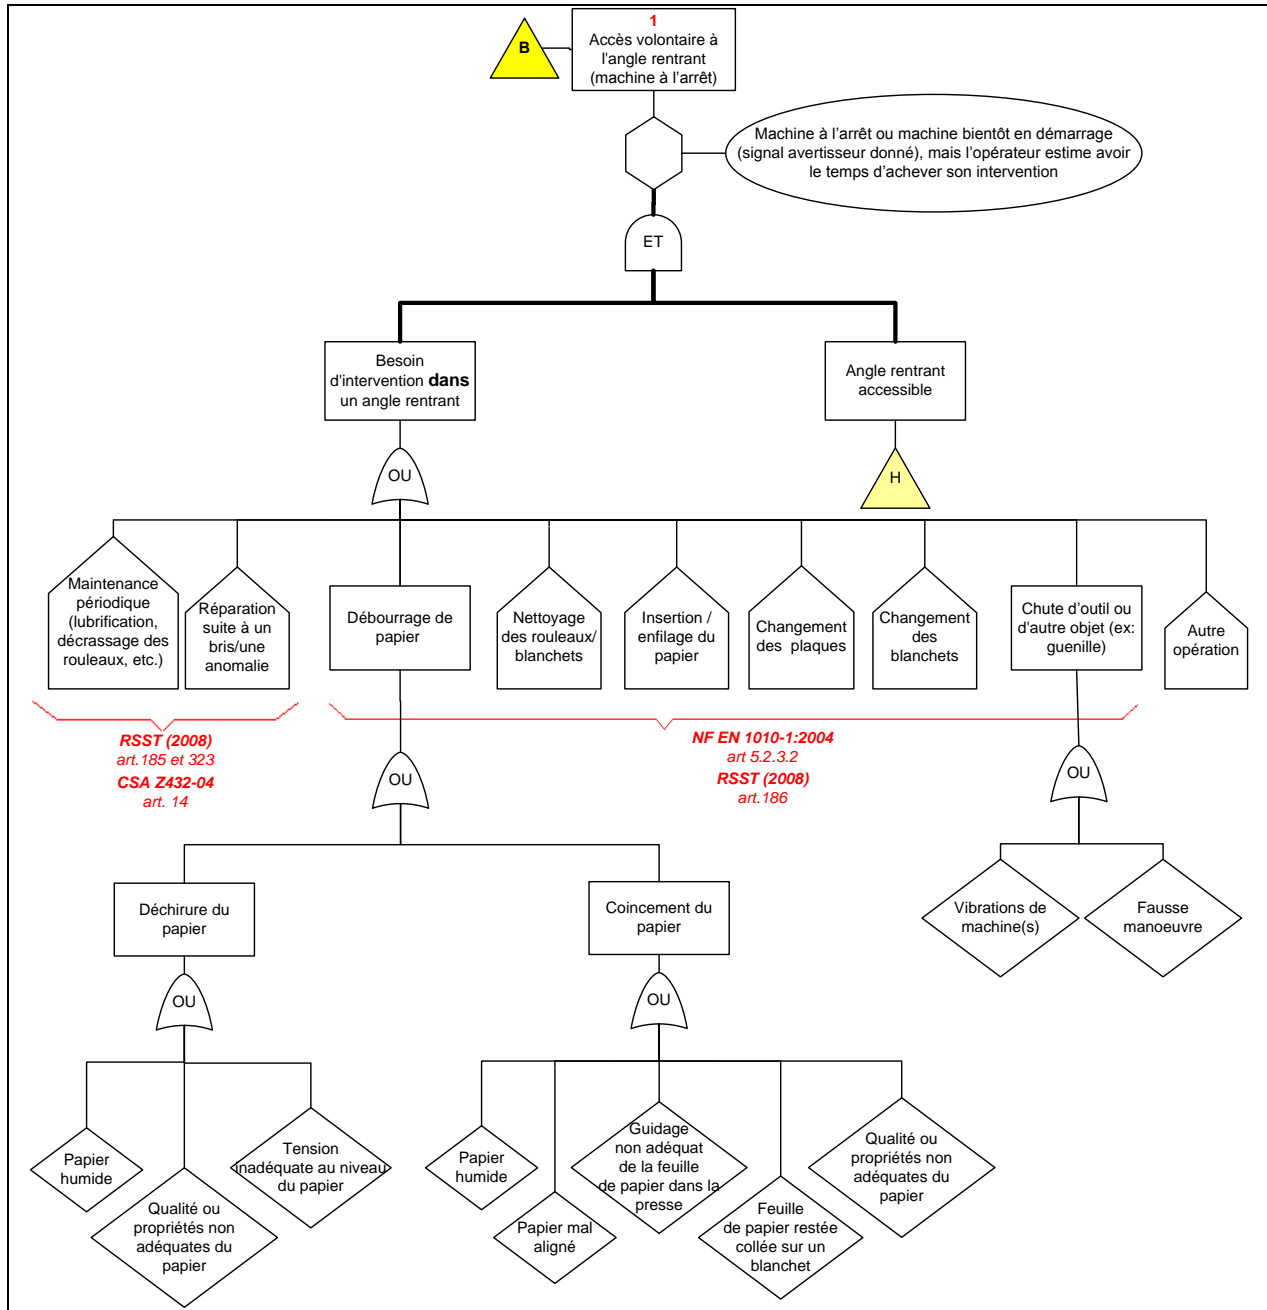 1
Accès volontaire à
l'angle rentrant
(machine à l'arrêt)
B
Machine à l'arrêt ou machine bientôt en démarrage
(signal avertisseur donné), mais l'opérateur estime avoir
le temps d'achever son intervention
ET
Besoin
d'intervention dans
un angle rentrant
Angle rentrant
accessible
OU
H
Maintenance
périodique
(lubrification,
décrassage des
rouleaux, etc.)
Réparation
suite à un
bris/une
anomalie
Débourrage de
papier
Nettoyage
des rouleaux/
blanchets
Insertion /
enfilage du
papier
Changement
des plaques
Changement
des
blanchets
Chute d'outil ou
d'autre objet (ex:
guenille)
Autre
opération
RSST (2008)
art.185 et 323
CSA Z432-04
art. 14
NF EN 1010-1:2004
art 5.2.3.2
RSST (2008)
art.186
OU
OU
Déchirure du
papier
Coincement du
papier
Vibrations de
machine(s)
Fausse
manoeuvre
OU
OU
Papier
humide
Qualité ou
propriétés non
adéquates du
papier
Tension
inadéquate au niveau
du papier
Papier
humide
Papier mal
aligné
Guidage
non adéquat
de la feuille
de papier dans la
presse
Feuille
de papier restée
collée sur un
blanchet
Qualité ou
propriétés non
adéquates du
papier